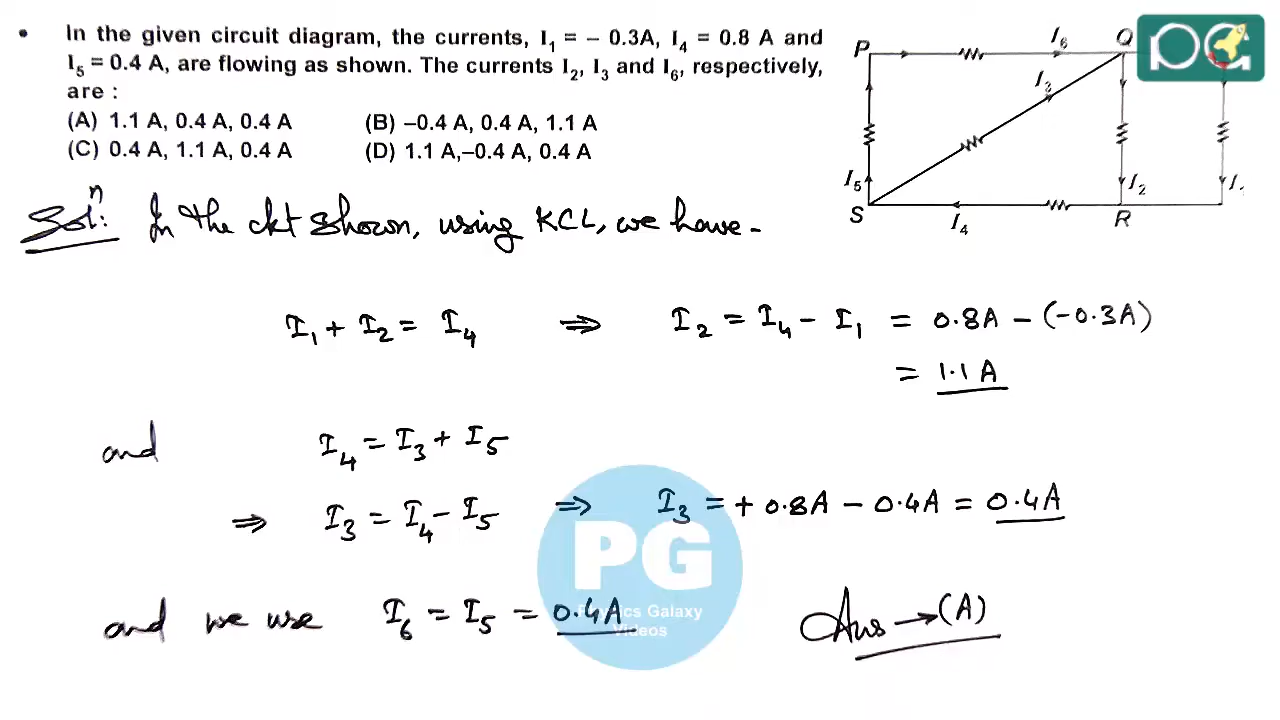 • In the given circuit diagram, the currents, I₁ = – 0.3A, I₄ = 0.8 A and
I₅ = 0.4 A, are flowing as shown. The currents I₂, I₃ and I₆, respectively,
are :
(A) 1.1 A, 0.4 A, 0.4 A (B) –0.4 A, 0.4 A, 1.1 A
(C) 0.4 A, 1.1 A, 0.4 A (D) 1.1 A,–0.4 A, 0.4 A
P I₆ Q
PG
I₃
I₅ I₂ I
S I₄ R
Solⁿ: In the ckt shown, using KCL, we have –
I₁ + I₂ = I₄ ⇒ I₂ = I₄ – I₁ = 0.8A – (–0.3A)
= 1.1 A
and I₄ = I₃ + I₅
⇒ I₃ = I₄ – I₅ ⇒ I₃ = + 0.8A – 0.4A = 0.4A
PG
and we use I₆ = I₅ = 0.4A Ans → (A)
Physics Galaxy
Videos